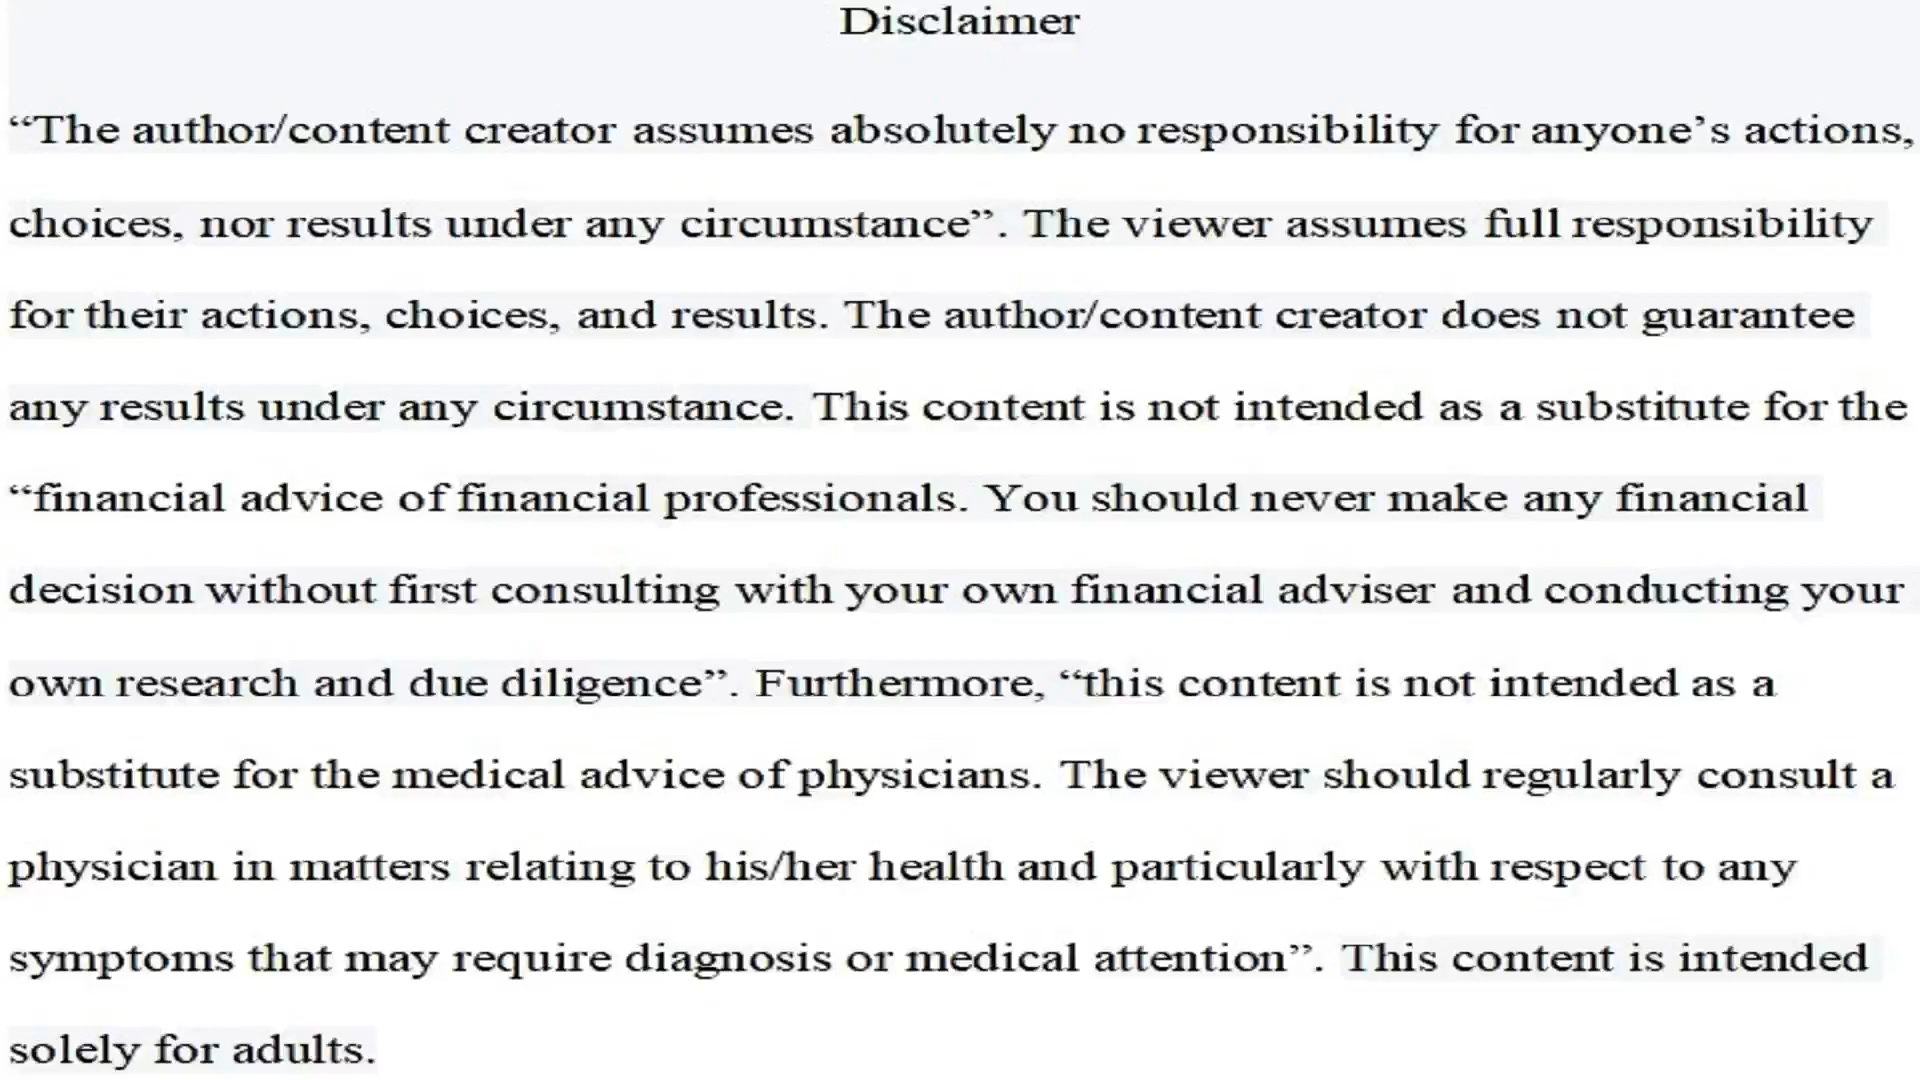 Disclaimer
“The author/content creator assumes absolutely no responsibility for anyone’s actions,
choices, nor results under any circumstance”. The viewer assumes full responsibility
for their actions, choices, and results. The author/content creator does not guarantee
any results under any circumstance. This content is not intended as a substitute for the
“financial advice of financial professionals. You should never make any financial
decision without first consulting with your own financial adviser and conducting your
own research and due diligence”. Furthermore, “this content is not intended as a
substitute for the medical advice of physicians. The viewer should regularly consult a
physician in matters relating to his/her health and particularly with respect to any
symptoms that may require diagnosis or medical attention”. This content is intended
solely for adults.